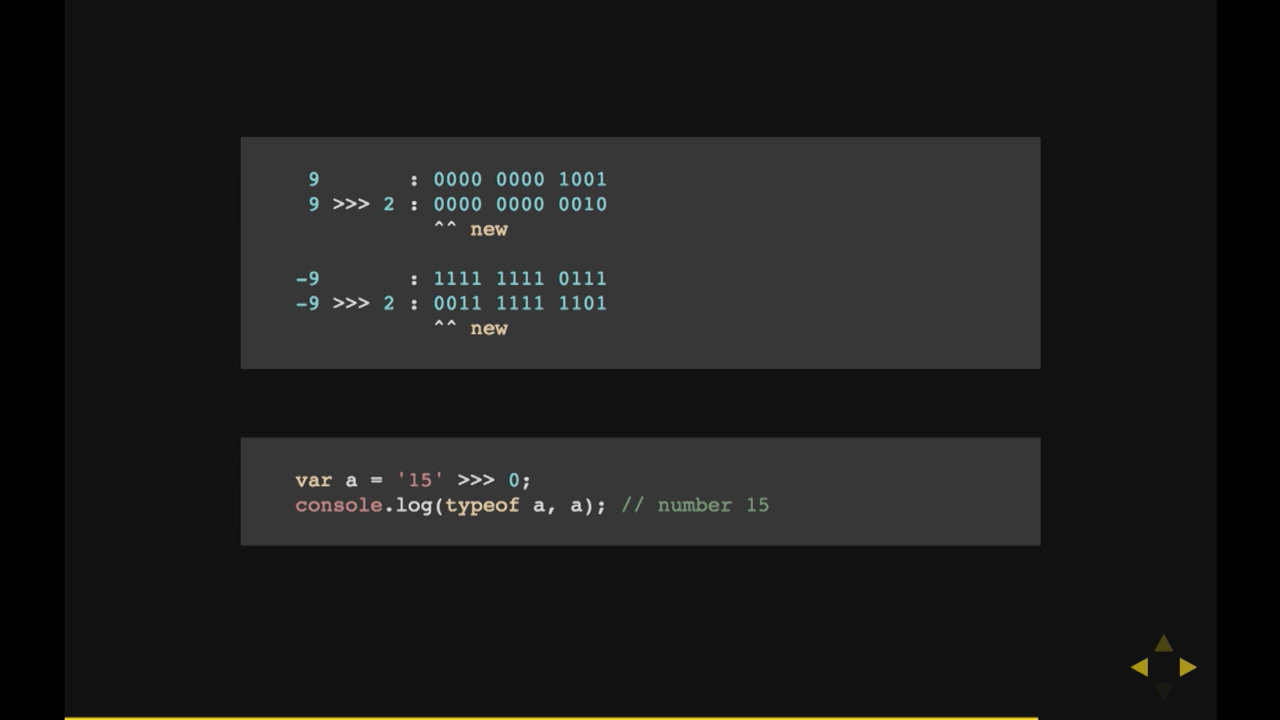 9 : 0000 0000 1001
9 >>> 2 : 0000 0000 0010
^^ new
-9 : 1111 1111 0111
-9 >>> 2 : 0011 1111 1101
^^ new
var a = '15' >>> 0;
console.log(typeof a, a); // number 15